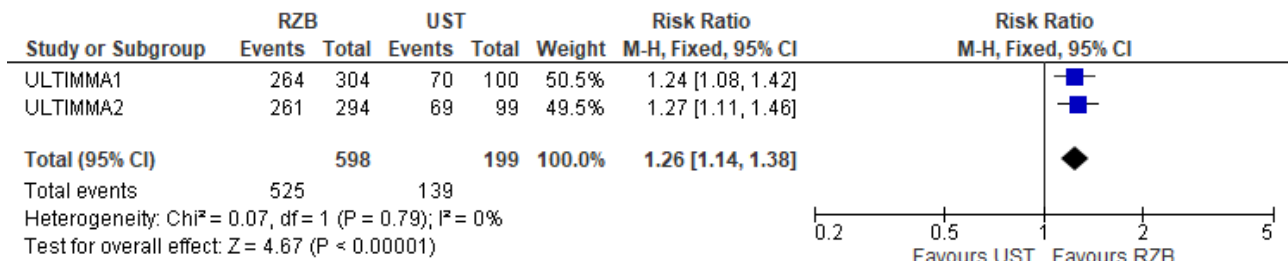 RZB UST Risk Ratio Risk Ratio
Study or Subgroup Events Total Events Total Weight M-H, Fixed, 95% CI M-H, Fixed, 95% CI
ULTIMMA1 264 304 70 100 50.5% 1.24 [1.08, 1.42]
ULTIMMA2 261 294 69 99 49.5% 1.27 [1.11, 1.46]
Total (95% CI) 598 199 100.0% 1.26 [1.14, 1.38]
Total events 525 139
Heterogeneity: Chi² = 0.07, df = 1 (P = 0.79); I² = 0%
Test for overall effect: Z = 4.67 (P < 0.00001)
0.2 0.5 1 2 5
Favours UST Favours RZB